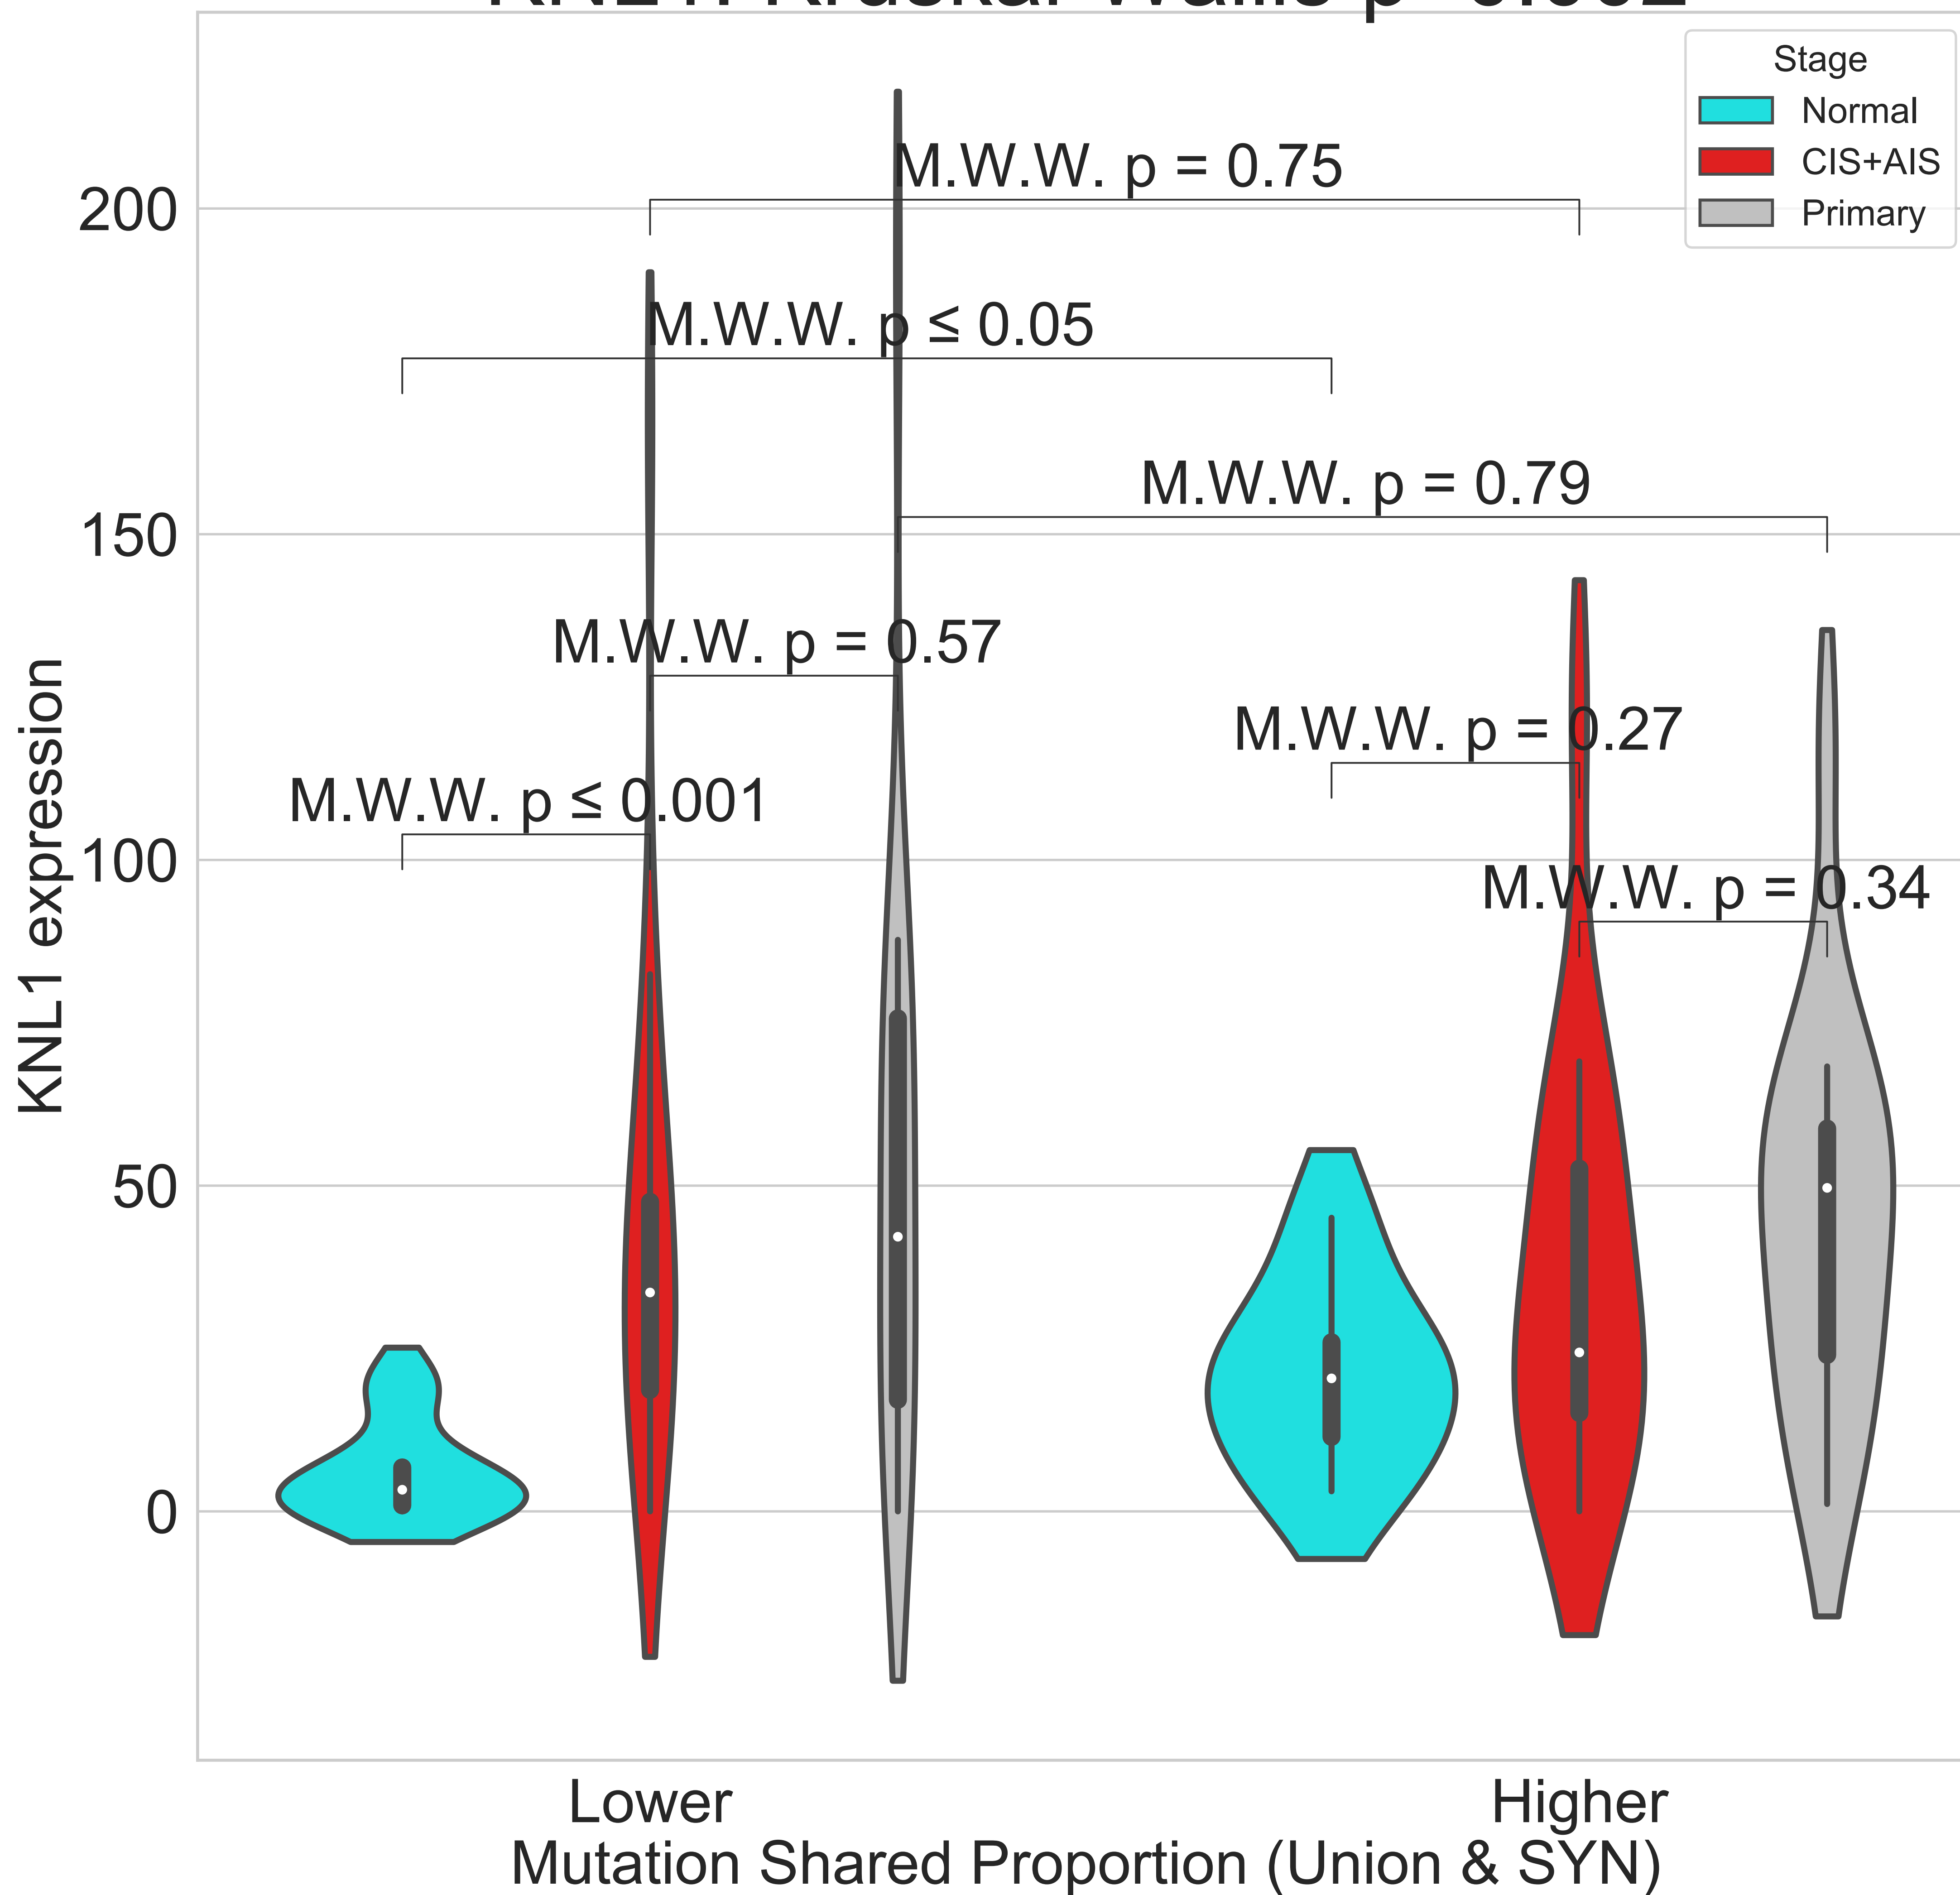 Stage
Normal
CIS+AIS
Primary
M.W.W. p = 0.75
200
M.W.W. p ≤ 0.05
M.W.W. p = 0.79
150
M.W.W. p = 0.57
M.W.W. p = 0.27
M.W.W. p ≤ 0.001
100
M.W.W. p = 0.34
50
0
KNL1 expression
Lower
Higher
Mutation Shared Proportion (Union & SYN)